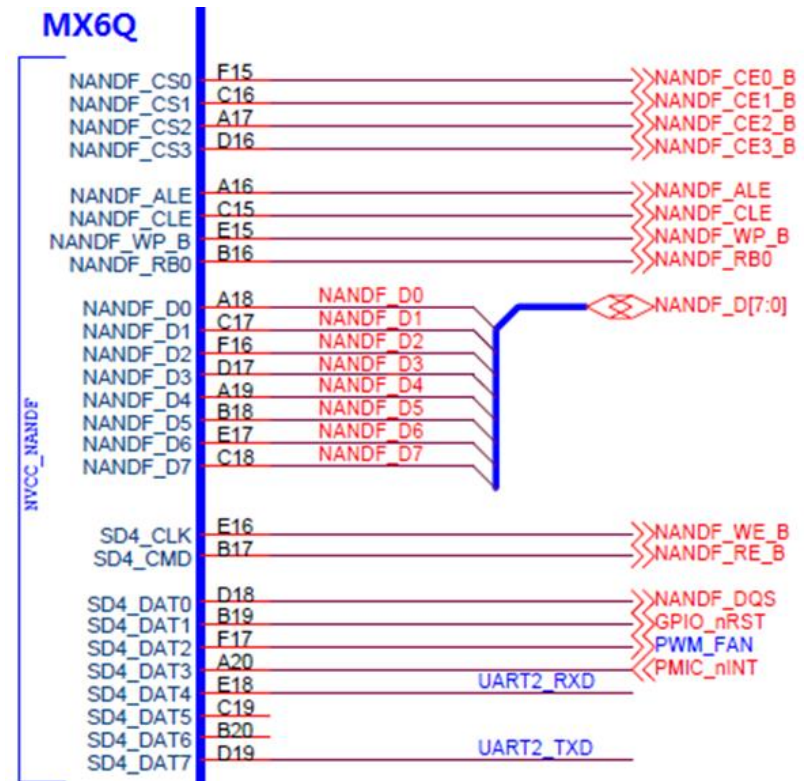 MX6Q
NVCC_NANDF
NANDF_CS0 F15 NANDF_CE0_B
NANDF_CS1 C16 NANDF_CE1_B
NANDF_CS2 A17 NANDF_CE2_B
NANDF_CS3 D16 NANDF_CE3_B
NANDF_ALE A16 NANDF_ALE
NANDF_CLE C15 NANDF_CLE
NANDF_WP_B E15 NANDF_WP_B
NANDF_RB0 B16 NANDF_RB0
NANDF_D0 A18 NANDF_D0 NANDF_D[7:0]
NANDF_D1 C17 NANDF_D1
NANDF_D2 F16 NANDF_D2
NANDF_D3 D17 NANDF_D3
NANDF_D4 A19 NANDF_D4
NANDF_D5 B18 NANDF_D5
NANDF_D6 E17 NANDF_D6
NANDF_D7 C18 NANDF_D7
SD4_CLK E16 NANDF_WE_B
SD4_CMD B17 NANDF_RE_B
SD4_DAT0 D18 NANDF_DQS
SD4_DAT1 B19 GPIO_nRST
SD4_DAT2 F17 PWM_FAN
SD4_DAT3 A20 PMIC_nINT
SD4_DAT4 E18 UART2_RXD
SD4_DAT5 C19
SD4_DAT6 B20
SD4_DAT7 D19 UART2_TXD